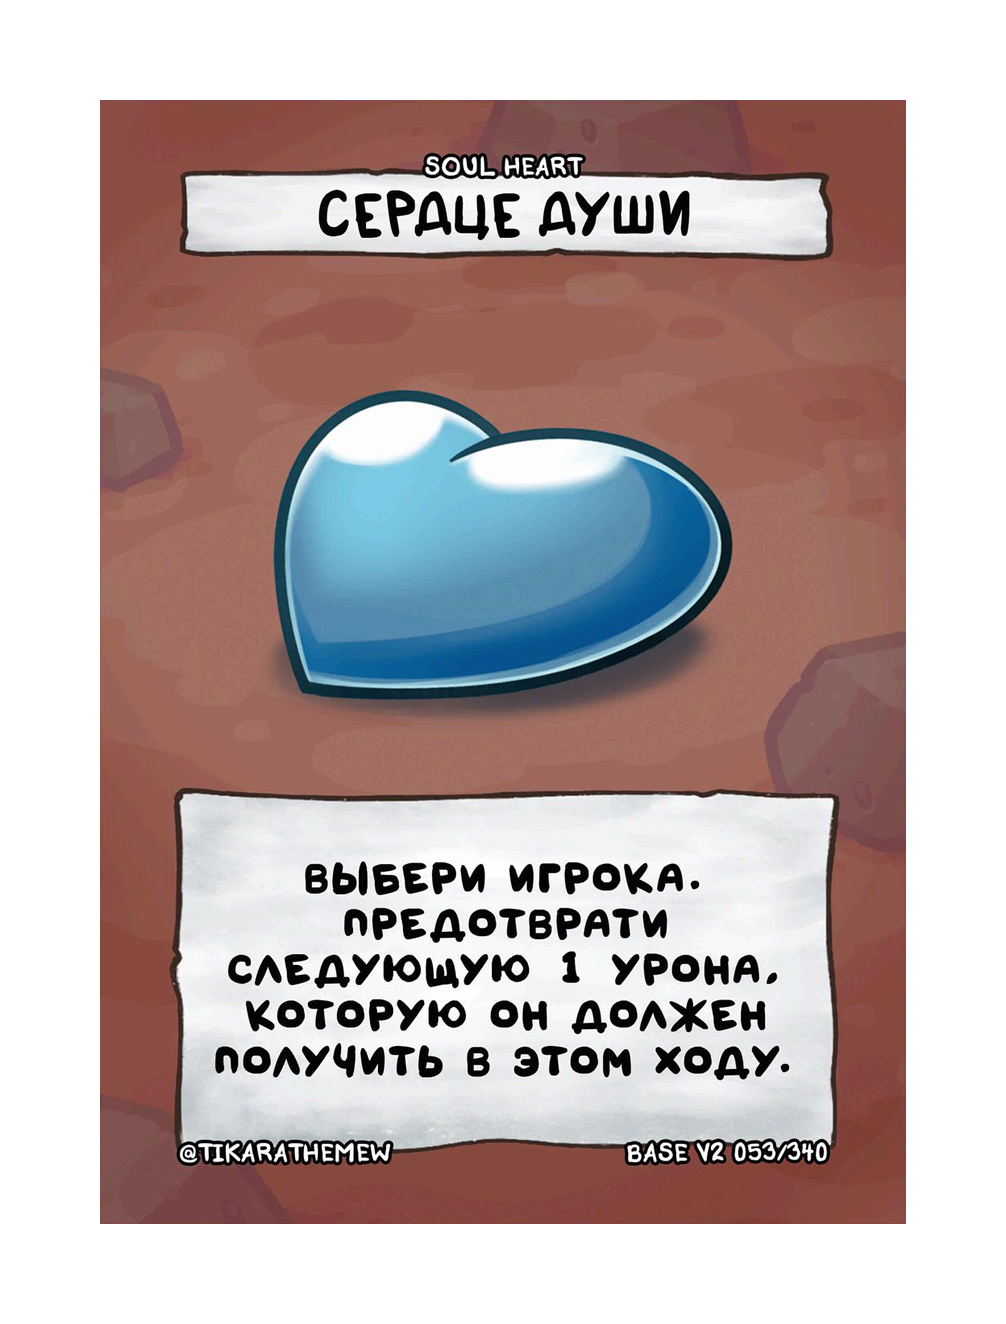 SOUL HEART
СЕРДЦЕ ДУШИ
ВЫБЕРИ ИГРОКА.
ПРЕДОТВРАТИ
СЛЕДУЮЩУЮ 1 УРОНА,
КОТОРУЮ ОН ДОЛЖЕН
ПОЛУЧИТЬ В ЭТОМ ХОДУ.
@TIKARATHEMEW
BASE V2 053/340